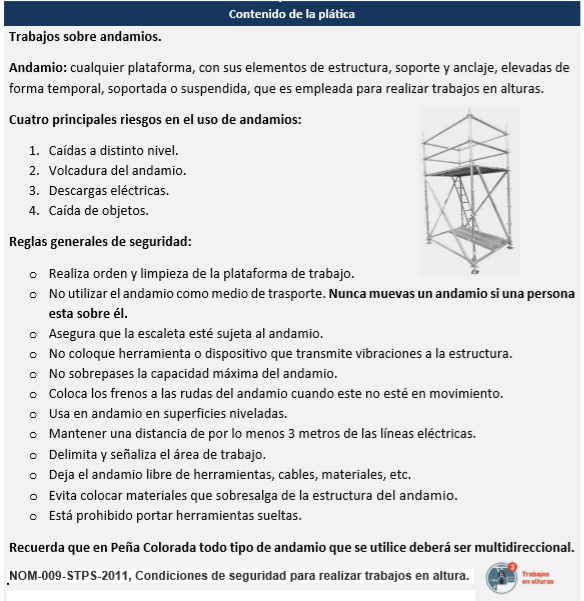 Contenido de la plática
Trabajos sobre andamios.
Andamio: cualquier plataforma, con sus elementos de estructura, soporte y anclaje, elevadas de
forma temporal, soportada o suspendida, que es empleada para realizar trabajos en alturas.
Cuatro principales riesgos en el uso de andamios:
1. Caídas a distinto nivel.
2. Volcadura del andamio.
3. Descargas eléctricas.
4. Caída de objetos.
Reglas generales de seguridad:
o Realiza orden y limpieza de la plataforma de trabajo.
o No utilizar el andamio como medio de trasporte. Nunca muevas un andamio si una persona
esta sobre él.
o Asegura que la escaleta esté sujeta al andamio.
o No coloque herramienta o dispositivo que transmite vibraciones a la estructura.
o No sobrepases la capacidad máxima del andamio.
o Coloca los frenos a las rudas del andamio cuando este no esté en movimiento.
o Usa en andamio en superficies niveladas.
o Mantener una distancia de por lo menos 3 metros de las líneas eléctricas.
o Delimita y señaliza el área de trabajo.
o Deja el andamio libre de herramientas, cables, materiales, etc.
o Evita colocar materiales que sobresalga de la estructura del andamio.
o Está prohibido portar herramientas sueltas.
Recuerda que en Peña Colorada todo tipo de andamio que se utilice deberá ser multidireccional.
NOM-009-STPS-2011, Condiciones de seguridad para realizar trabajos en altura.
3
Trabajos
en alturas